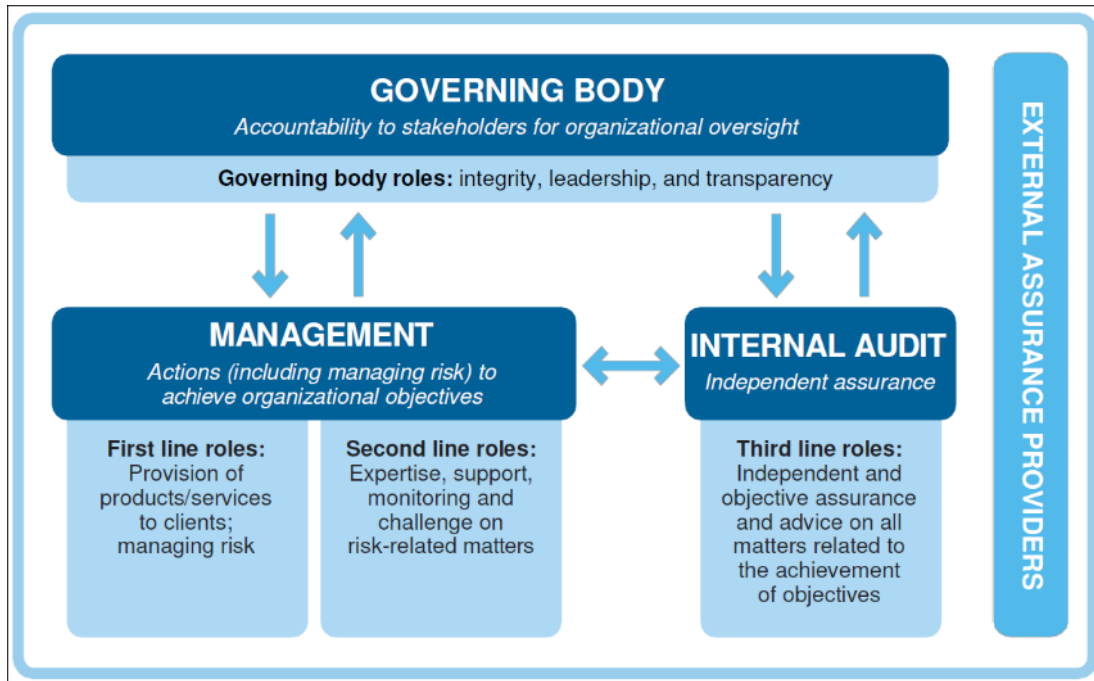 GOVERNING BODY
Accountability to stakeholders for organizational oversight
Governing body roles: integrity, leadership, and transparency
MANAGEMENT
Actions (including managing risk) to
achieve organizational objectives
First line roles:
Provision of
products/services
to clients;
managing risk
Second line roles:
Expertise, support,
monitoring and
challenge on
risk-related matters
INTERNAL AUDIT
Independent assurance
Third line roles:
Independent and
objective assurance
and advice on all
matters related to
the achievement
of objectives
EXTERNAL ASSURANCE PROVIDERS